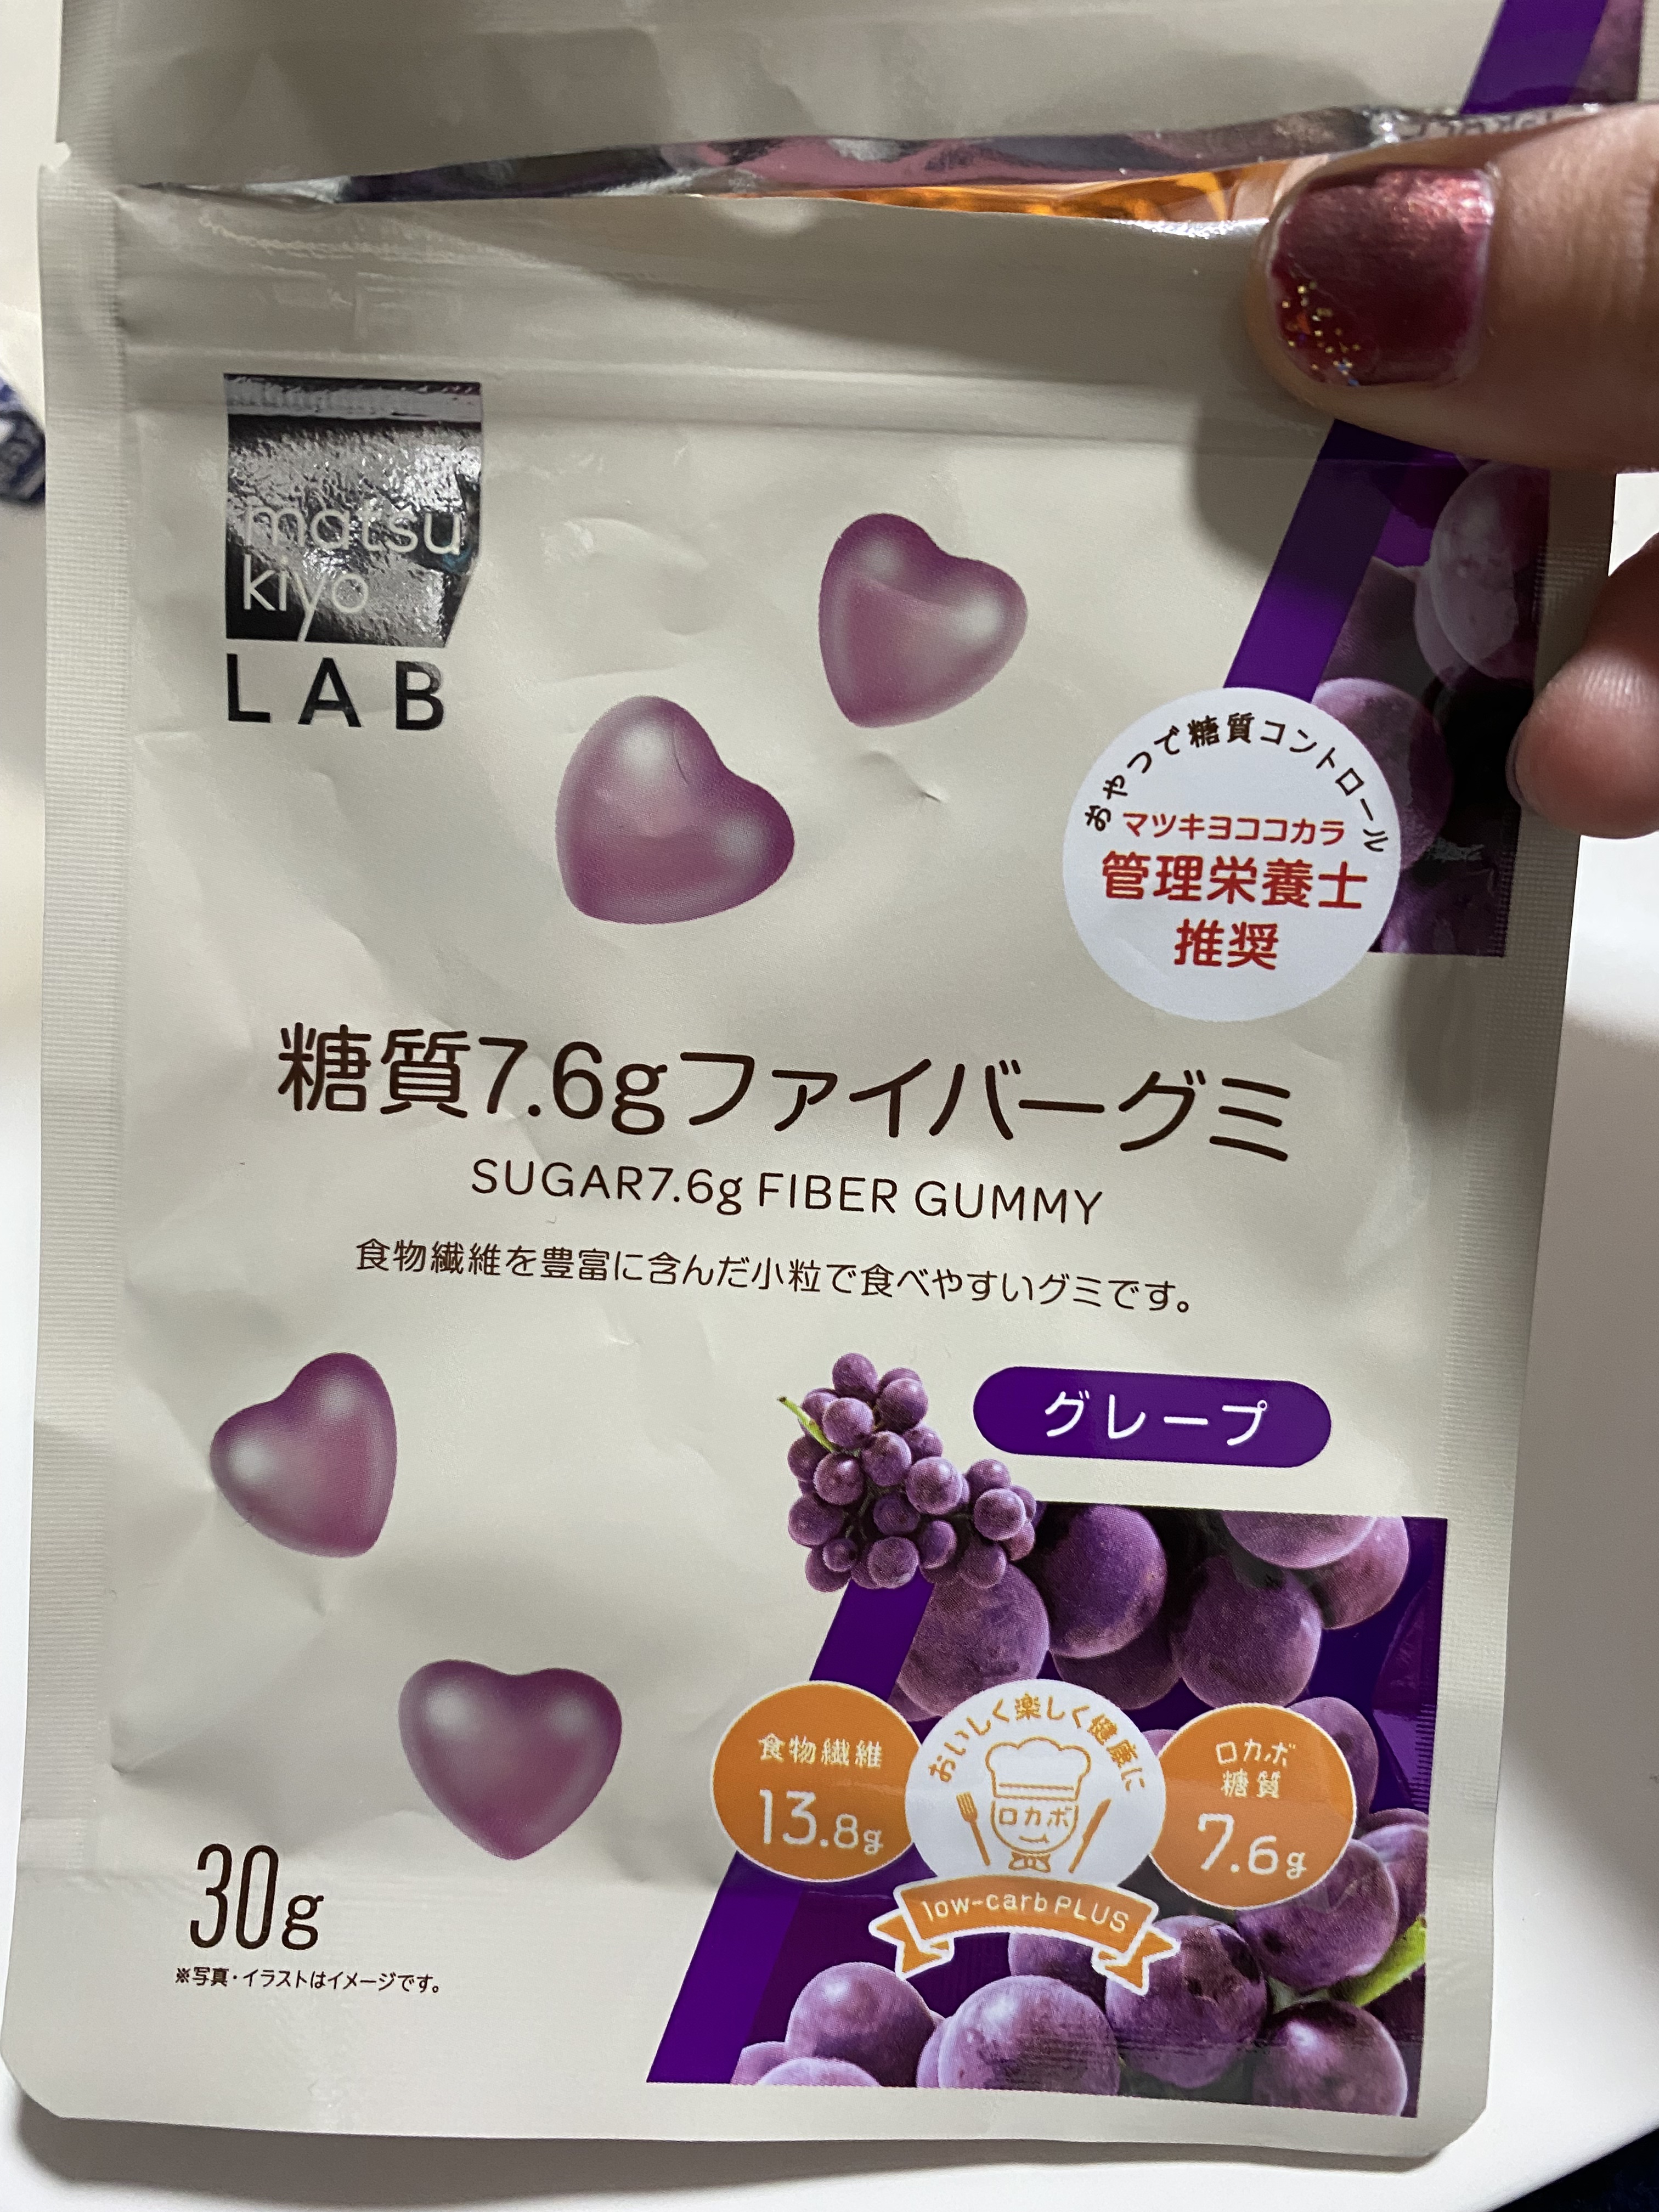 matsu
kiyo
LAB
おやつで糖質コントロール
マツキヨココカラ
管理栄養士
推奨
糖質7.6gファイバーグミ
SUGAR7.6g FIBER GUMMY
食物繊維を豊富に含んだ小粒で食べやすいグミです。
グレープ
食物繊維
13.8g
おいしく楽しく健康に
ロカボ
low-carb PLUS
ロカボ
糖質
7.6g
30g
※写真・イラストはイメージです。